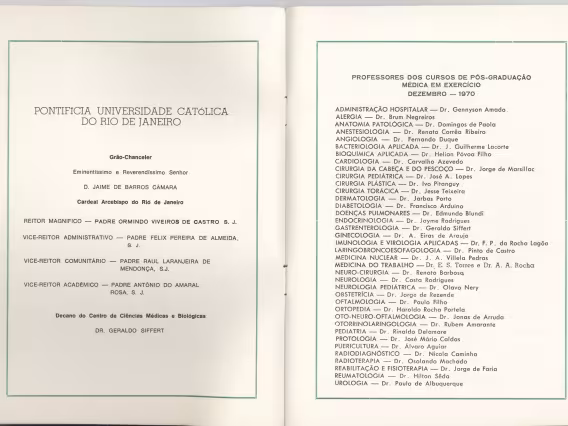 PONTIFICIA UNIVERSIDADE CATÓLICA
DO RIO DE JANEIRO
Grão-Chanceler
Eminentíssimo e Reverendíssimo Senhor
D. JAIME DE BARROS CÂMARA
Cardeal Arcebispo do Rio de Janeiro
REITOR MAGNIFICO — PADRE ORMINDO VIVEIROS DE CASTRO S. J.
VICE-REITOR ADMINISTRATIVO — PADRE FELIX PEREIRA DE ALMEIDA,
S. J.
VICE-REITOR COMUNITÁRIO — PADRE RAUL LARANJEIRA DE
MENDONÇA, S.J.
VICE-REITOR ACADÊMICO — PADRE ANTÔNIO DO AMARAL
ROSA, S. J.
Decano do Centro de Ciências Médicas e Biológicas
DR. GERALDO SIFFERT
PROFESSORES DOS CURSOS DE PÓS-GRADUAÇÃO
MÉDICA EM EXERCÍCIO
DEZEMBRO — 1970
ADMINISTRAÇÃO HOSPITALAR — Dr. Gennyson Amado
ALERGIA — Dr. Brum Negreiros
ANATOMIA PATOLÓGICA — Dr. Domingos de Paola
ANESTESIOLOGIA — Dr. Renato Corrêa Ribeiro
ANGIOLOGIA — Dr. Fernando Duque
BACTERIOLOGIA APLICADA — Dr. J. Guilherme Lacorte
BIOQUÍMICA APLICADA — Dr. Helion Póvoa Filho
CARDIOLOGIA — Dr. Carvalho Azevedo
CIRURGIA DA CABEÇA E DO PESCOÇO — Dr. Jorge de Marsillac
CIRURGIA PEDIÁTRICA — Dr. José A. Lopes
CIRURGIA PLÁSTICA — Dr. Ivo Pitanguy
CIRURGIA TORÁCICA — Dr. Jesse Teixeira
DERMATOLOGIA — Dr. Jarbas Porto
DIABETOLOGIA — Dr. Francisco Arduino
DOENÇAS PULMONARES — Dr. Edmundo Blundi
ENDOCRINOLOGIA — Dr. Jayme Rodrigues
GASTRENTEROLOGIA — Dr. Geraldo Siffert
GINECOLOGIA — Dr. A. Eiras de Araujo
IMUNOLOGIA E VIROLOGIA APLICADAS — Dr. F. P. da Rocha Lagôa
LARINGOBRONCOESOFAGOLOGIA — Dr. Pinto de Castro
MEDICINA NUCLEAR — Dr. J. A. Villela Pedras
MEDICINA DO TRABALHO — Dr. E. S. Torres e Dr. A. A. Rocha
NEURO-CIRURGIA — Dr. Renato Barbosa
NEUROLOGIA — Dr. Costa Rodrigues
NEUROLOGIA PEDIÁTRICA — Dr. Olavo Nery
OBSTETRÍCIA — Dr. Jorge de Rezende
OFTALMOLOGIA — Dr. Paulo Filho
ORTOPEDIA — Dr. Haroldo Rocha Portela
OTO-NEURO-OFTALMOLOGIA — Dr. Jonas de Arruda
OTORRINOLARINGOLOGIA — Dr. Rubem Amarante
PEDIATRIA — Dr. Rinaldo Delamare
PROTOLOGIA — Dr. José Mário Caldas
PUERICULTURA — Dr. Álvaro Aguiar
RADIODIAGNÓSTICO — Dr. Nicola Caminha
RADIOTERAPIA — Dr. Osolando Machado
REABILITAÇÃO E FISIOTERAPIA — Dr. Jorge de Faria
REUMATOLOGIA — Dr. Hilton Sêda
UROLOGIA — Dr. Paulo de Albuquerque